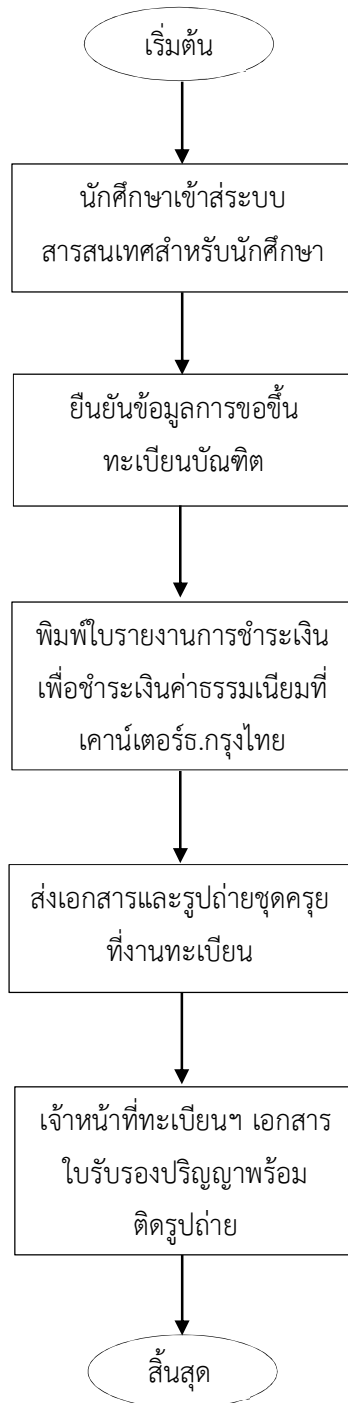 เริ่มต้น
นักศึกษาเข้าส่ระบบ
สารสนเทศสำหรับนักศึกษา
ยืนยันข้อมูลการขอขึ้น
ทะเบียนบัณฑิต
พิมพ์ใบรายงานการชำระเงิน
เพื่อชำระเงินค่าธรรมเนียมที่
เคาน์เตอร์ธ.กรุงไทย
ส่งเอกสารและรูปถ่ายชุดครุย
ที่งานทะเบียน
เจ้าหน้าที่ทะเบียนฯ เอกสาร
ใบรับรองปริญญาพร้อม
ติดรูปถ่าย
สิ้นสุด